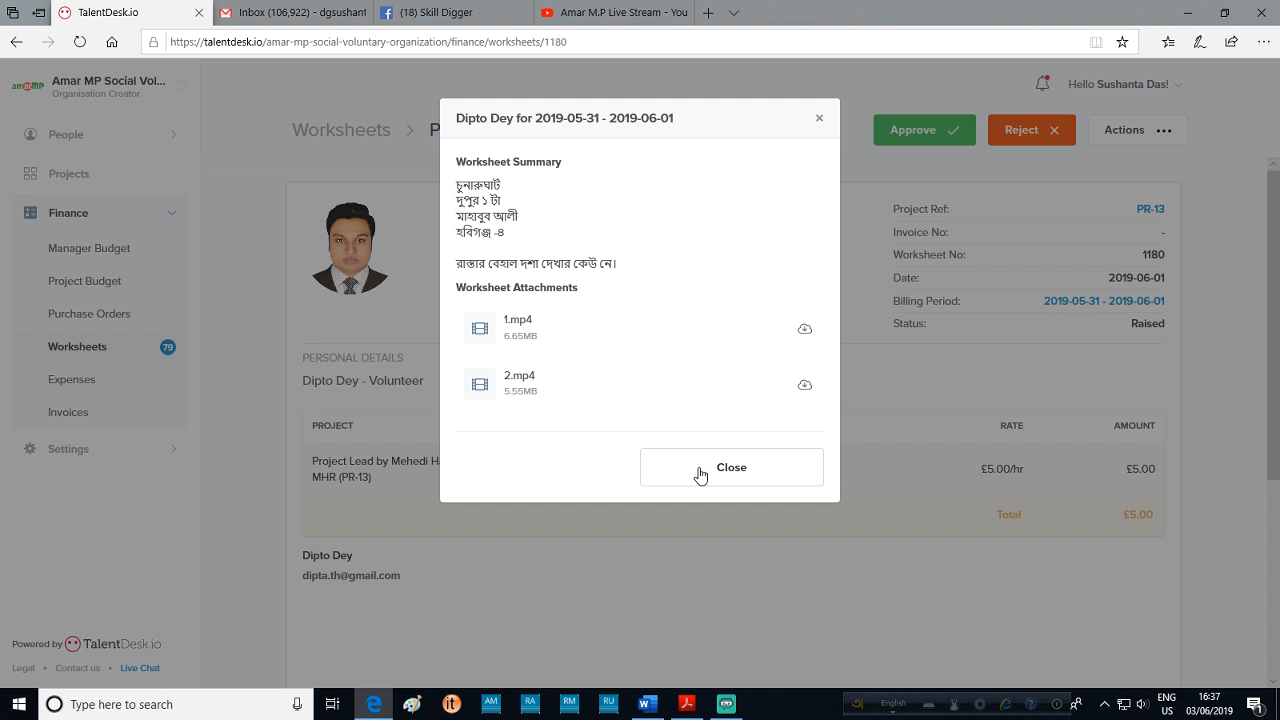 TalentDesk.io
Inbox (106,922) - dgsushant
(18) Skill Digger
Amar M.P Live Stream - You
https://talentdesk.io/amar-mp-social-voluntary-organization/finance/worksheets/1180
Amar MP Social Vol...
Organisation Creator
Hello Sushanta Das!
People
Projects
Finance
Manager Budget
Project Budget
Purchase Orders
Worksheets 79
Expenses
Invoices
Settings
Powered by TalentDesk.io
Legal • Contact us • Live Chat
Worksheets > P
Approve
Reject
Actions
Dipto Dey for 2019-05-31 - 2019-06-01
Worksheet Summary
চুনারুঘাট
দুপুর ১ টা
মাহাবুব আলী
হবিগঞ্জ -৪
রাস্তার বেহাল দশা দেখার কেউ নে।
Worksheet Attachments
1.mp4
6.65MB
2.mp4
5.55MB
Close
Project Ref: PR-13
Invoice No: -
Worksheet No: 1180
Date: 2019-06-01
Billing Period: 2019-05-31 - 2019-06-01
Status: Raised
PERSONAL DETAILS
Dipto Dey - Volunteer
PROJECT RATE AMOUNT
Project Lead by Mehedi Ha £5.00/hr £5.00
MHR (PR-13)
Total £5.00
Dipto Dey
dipta.th@gmail.com
Type here to search
it
AM
RA
RM
RU
English
ENG
US
16:37
03/06/2019